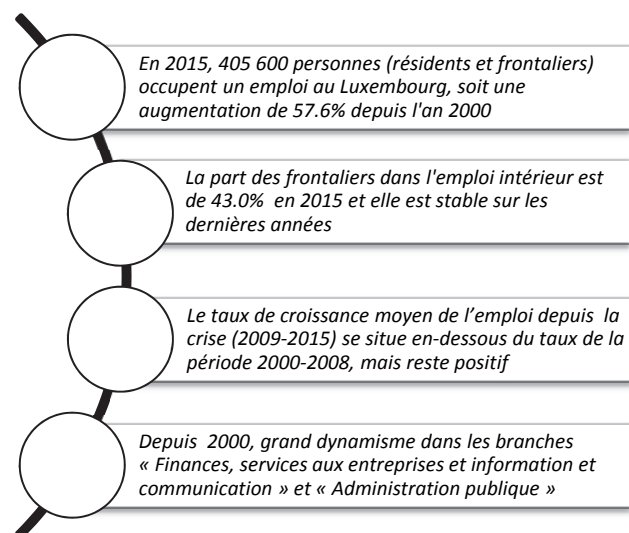 En 2015, 405 600 personnes (résidents et frontaliers)
occupent un emploi au Luxembourg, soit une
augmentation de 57.6% depuis l'an 2000
La part des frontaliers dans l'emploi intérieur est
de 43.0% en 2015 et elle est stable sur les
dernières années
Le taux de croissance moyen de l’emploi depuis la
crise (2009-2015) se situe en-dessous du taux de la
période 2000-2008, mais reste positif
Depuis 2000, grand dynamisme dans les branches
« Finances, services aux entreprises et information et
communication » et « Administration publique »